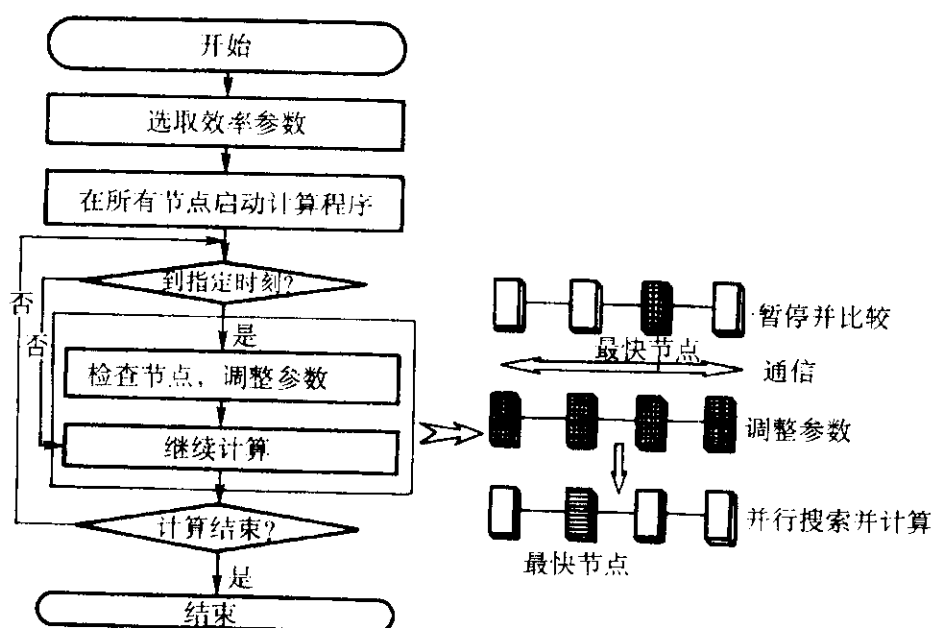 开始
选取效率参数
在所有节点启动计算程序
到指定时刻?
否
否
是
检查节点,调整参数
继续计算
计算结束?
是
结束
暂停并比较
最快节点
通信
调整参数
并行搜索并计算
最快节点